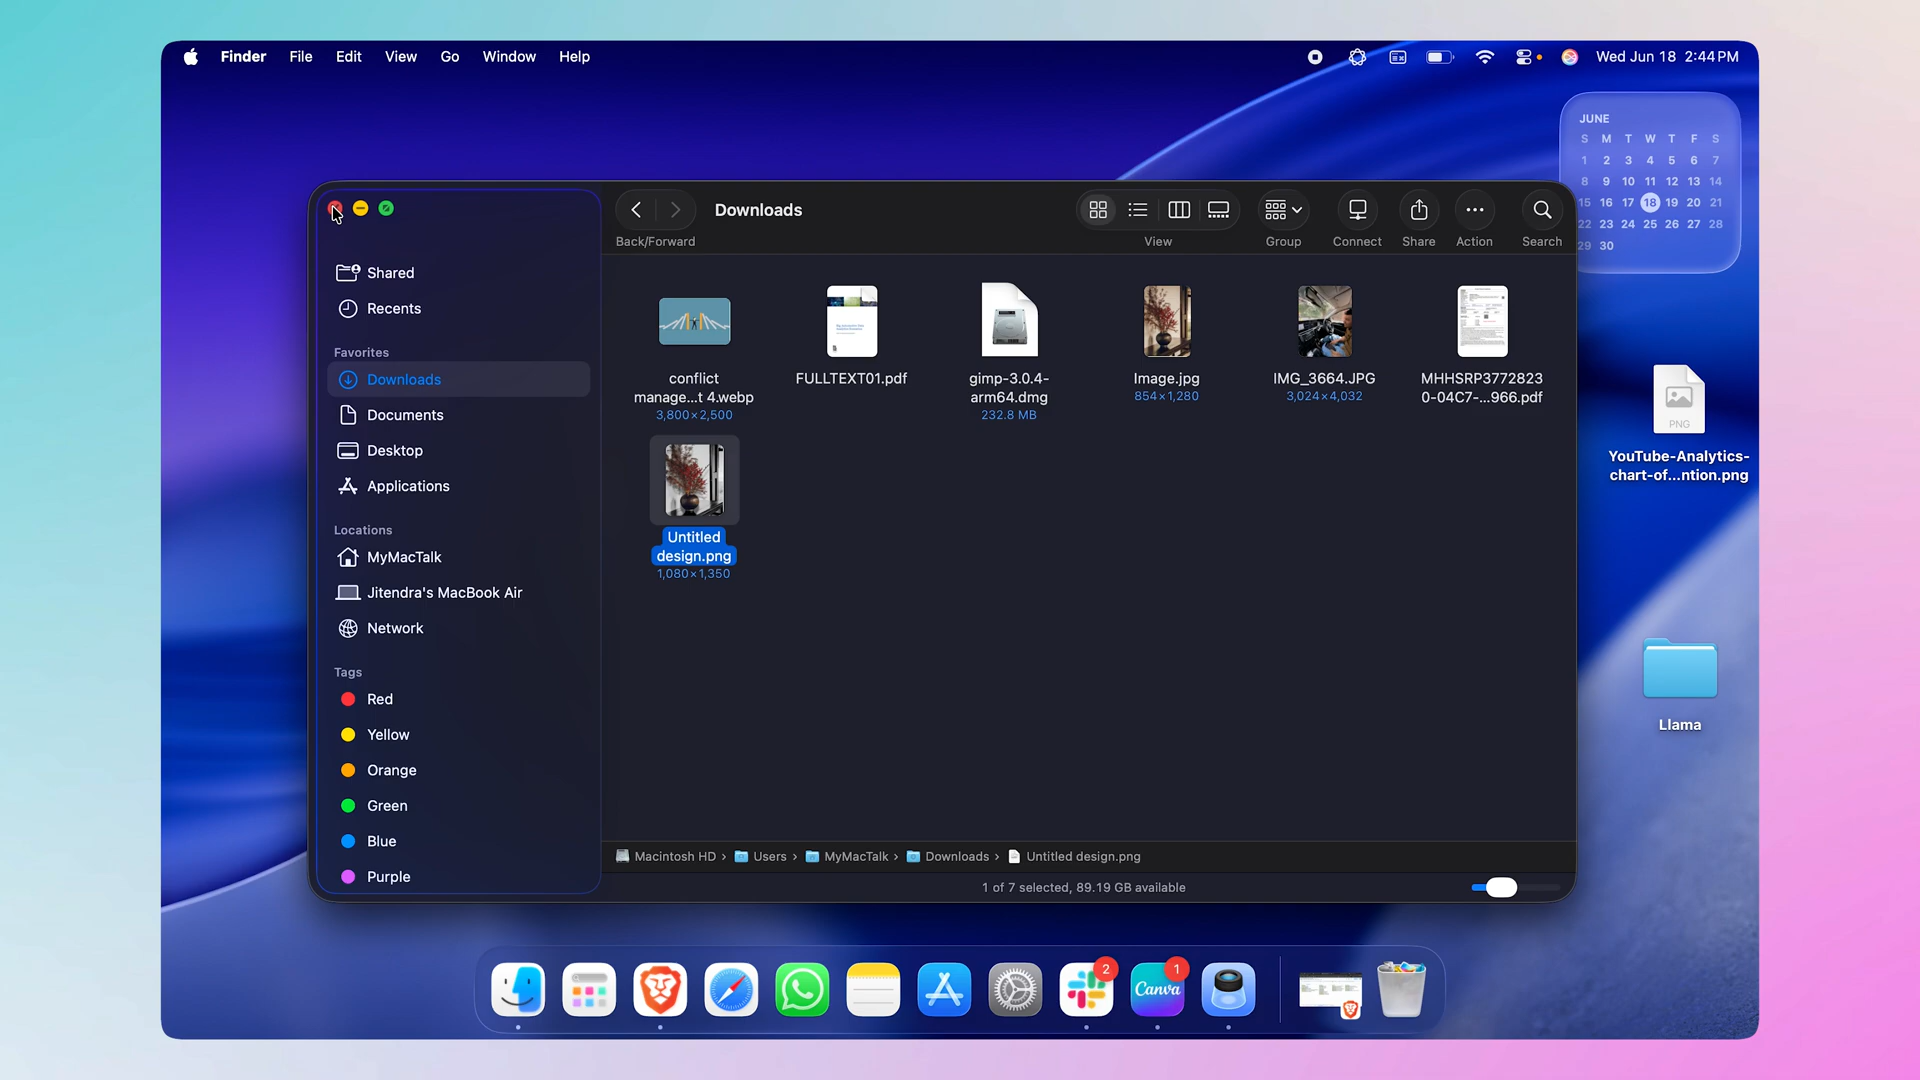 Finder File Edit View Go Window Help
Wed Jun 18 2:44 PM
JUNE
S M T W T F S
1 2 3 4 5 6 7
8 9 10 11 12 13 14
15 16 17 18 19 20 21
22 23 24 25 26 27 28
29 30
Downloads
Back/Forward
View
Group
Connect
Share
Action
Search
Shared
Recents
Favorites
Downloads
Documents
Desktop
Applications
Locations
MyMacTalk
Jitendra's MacBook Air
Network
Tags
Red
Yellow
Orange
Green
Blue
Purple
conflict
manage...t 4.webp
3,800×2,500
FULLTEXT01.pdf
gimp-3.0.4-
arm64.dmg
232.8 MB
Image.jpg
854×1,280
IMG_3664.JPG
3,024×4,032
MHHSRP3772823
0-04C7-...966.pdf
Untitled
design.png
1,080×1,350
Macintosh HD › Users › MyMacTalk › Downloads › Untitled design.png
1 of 7 selected, 89.19 GB available
PNG
YouTube-Analytics-
chart-of...ntion.png
Llama
2
Canva
1